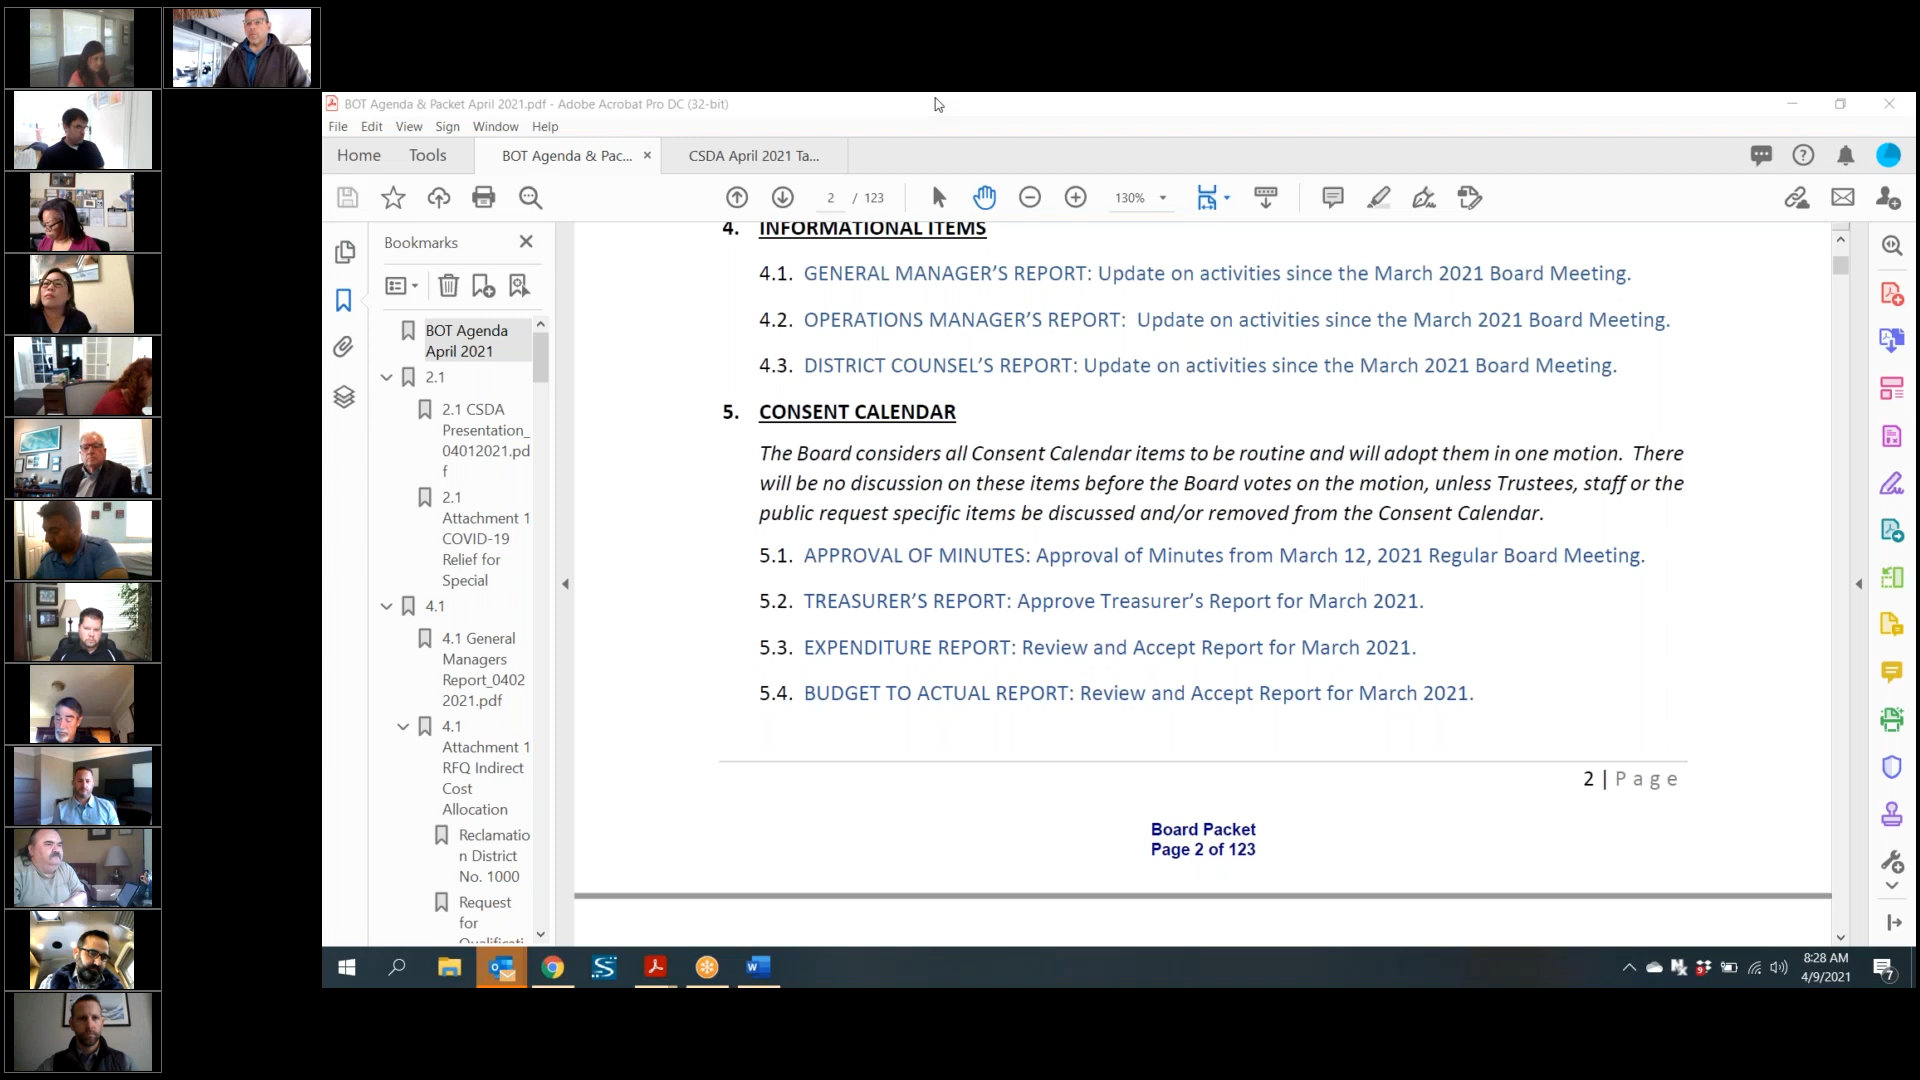 BOT Agenda & Packet April 2021.pdf - Adobe Acrobat Pro DC (32-bit)
File Edit View Sign Window Help
Home Tools BOT Agenda & Pac... × CSDA April 2021 Ta...
2 / 123 130%
Bookmarks
BOT Agenda
April 2021
2.1
2.1 CSDA
Presentation_
04012021.pd
f
2.1
Attachment 1
COVID-19
Relief for
Special
4.1
4.1 General
Managers
Report_0402
2021.pdf
4.1
Attachment 1
RFQ Indirect
Cost
Allocation
Reclamatio
n District
No. 1000
Request
for
Qualificati
4. INFORMATIONAL ITEMS
4.1. GENERAL MANAGER’S REPORT: Update on activities since the March 2021 Board Meeting.
4.2. OPERATIONS MANAGER’S REPORT: Update on activities since the March 2021 Board Meeting.
4.3. DISTRICT COUNSEL’S REPORT: Update on activities since the March 2021 Board Meeting.
5. CONSENT CALENDAR
The Board considers all Consent Calendar items to be routine and will adopt them in one motion. There
will be no discussion on these items before the Board votes on the motion, unless Trustees, staff or the
public request specific items be discussed and/or removed from the Consent Calendar.
5.1. APPROVAL OF MINUTES: Approval of Minutes from March 12, 2021 Regular Board Meeting.
5.2. TREASURER’S REPORT: Approve Treasurer’s Report for March 2021.
5.3. EXPENDITURE REPORT: Review and Accept Report for March 2021.
5.4. BUDGET TO ACTUAL REPORT: Review and Accept Report for March 2021.
2 | Page
Board Packet
Page 2 of 123
8:28 AM
4/9/2021
7